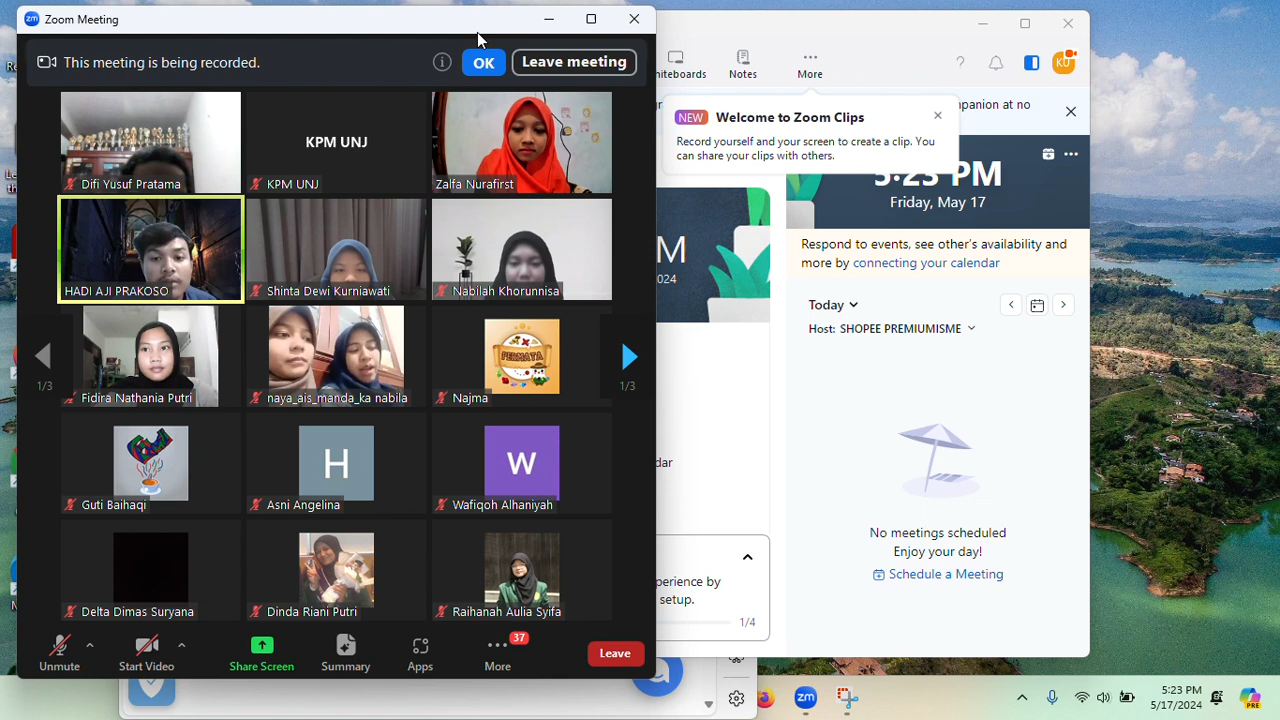 Zoom Meeting
This meeting is being recorded.
OK
Leave meeting
Difi Yusuf Pratama
KPM UNJ
KPM UNJ
Zalfa Nurafirst
HADI AJI PRAKOSO
Shinta Dewi Kurniawati
Nabilah Khorunnisa
1/3
1/3
Fidira Nathania Putri
naya_ais_manda_ka nabila
PERMATA
Najma
Guti Baihaqi
H
Asni Angelina
W
Wafiqoh Alhaniyah
Delta Dimas Suryana
Dinda Riani Putri
Raihanah Aulia Syifa
Unmute
Start Video
Share Screen
Summary
Apps
37
More
Leave
iteboards
Notes
More
KU
NEW Welcome to Zoom Clips
Record yourself and your screen to create a clip. You
can share your clips with others.
panion at no
5:23 PM
Friday, May 17
M
024
Respond to events, see other's availability and
more by connecting your calendar
Today
Host: SHOPEE PREMIUMISME
dar
No meetings scheduled
Enjoy your day!
Schedule a Meeting
perience by
setup.
1/4
zm
5:23 PM
5/17/2024
PRE